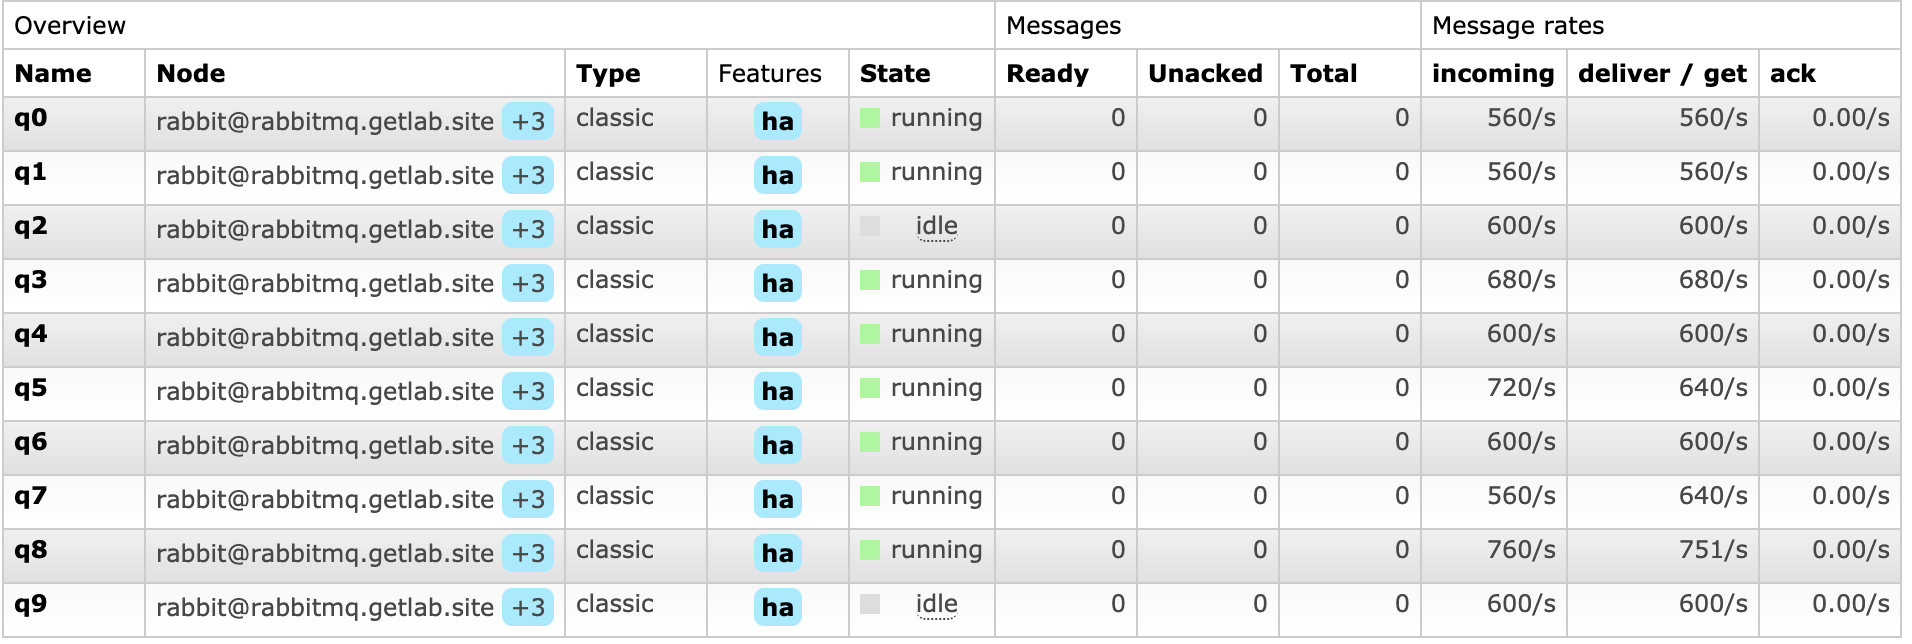 Overview Messages Message rates
Name Node Type Features State Ready Unacked Total incoming deliver / get ack
q0 rabbit@rabbitmq.getlab.site +3 classic ha running 0 0 0 560/s 560/s 0.00/s
q1 rabbit@rabbitmq.getlab.site +3 classic ha running 0 0 0 560/s 560/s 0.00/s
q2 rabbit@rabbitmq.getlab.site +3 classic ha idle 0 0 0 600/s 600/s 0.00/s
q3 rabbit@rabbitmq.getlab.site +3 classic ha running 0 0 0 680/s 680/s 0.00/s
q4 rabbit@rabbitmq.getlab.site +3 classic ha running 0 0 0 600/s 600/s 0.00/s
q5 rabbit@rabbitmq.getlab.site +3 classic ha running 0 0 0 720/s 640/s 0.00/s
q6 rabbit@rabbitmq.getlab.site +3 classic ha running 0 0 0 600/s 600/s 0.00/s
q7 rabbit@rabbitmq.getlab.site +3 classic ha running 0 0 0 560/s 640/s 0.00/s
q8 rabbit@rabbitmq.getlab.site +3 classic ha running 0 0 0 760/s 751/s 0.00/s
q9 rabbit@rabbitmq.getlab.site +3 classic ha idle 0 0 0 600/s 600/s 0.00/s